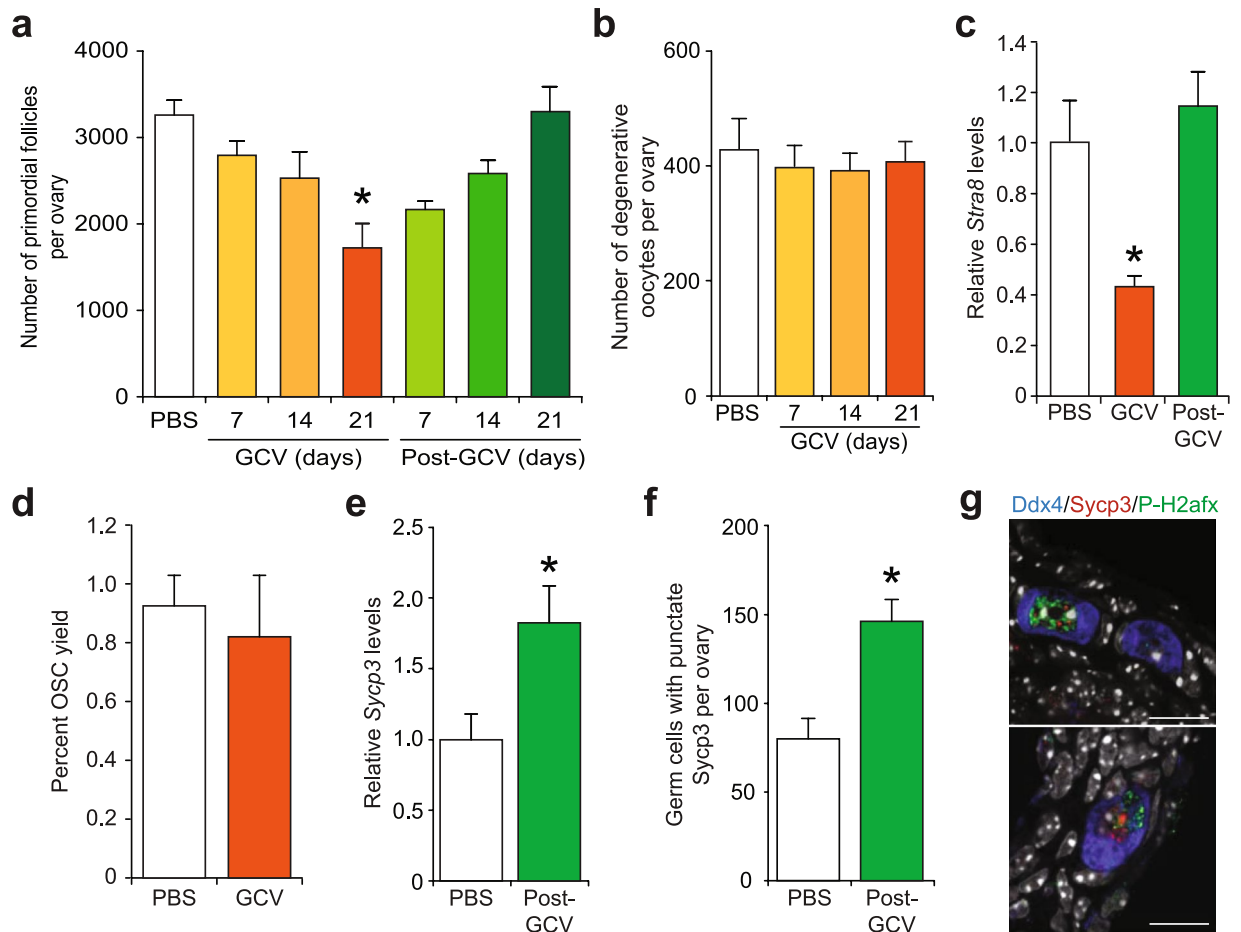 a
4000
3000
2000
1000
0
Number of primordial follicles
per ovary
*
PBS 7 14 21 7 14 21
GCV (days) Post-GCV (days)
b
600
400
200
0
Number of degenerative
oocytes per ovary
PBS 7 14 21
GCV (days)
c
1.4
1.2
1.0
0.8
0.6
0.4
0.2
0
Relative Stra8 levels
*
PBS GCV Post-
GCV
d
1.2
1.0
0.8
0.6
0.4
0.2
0
Percent OSC yield
PBS GCV
e
2.5
2.0
1.5
1.0
0.5
0
Relative Sycp3 levels
*
PBS Post-
GCV
f
200
150
100
50
0
Germ cells with punctate
Sycp3 per ovary
*
PBS Post-
GCV
g
Ddx4/Sycp3/P-H2afx